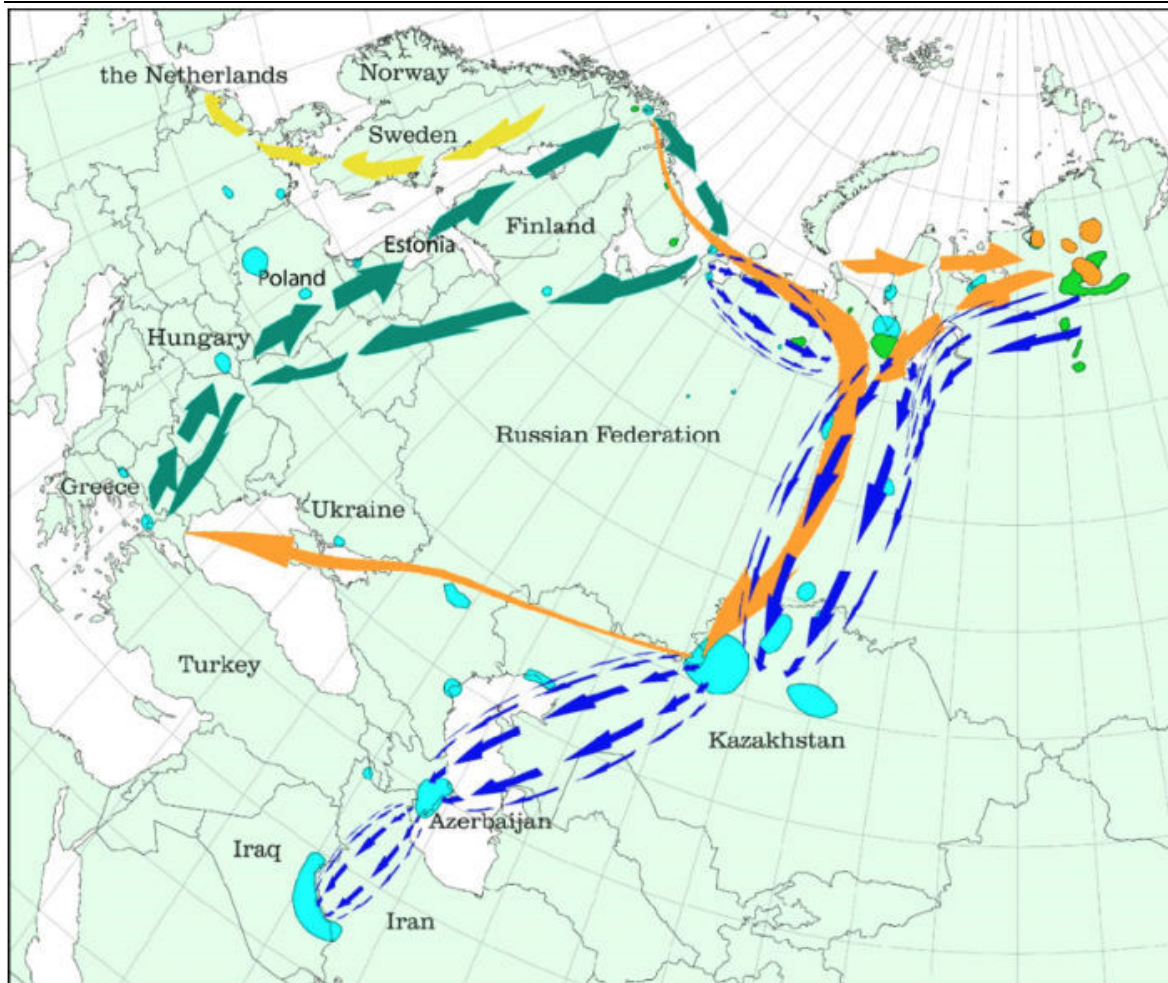 the Netherlands
Norway
Sweden
Finland
Estonia
Poland
Hungary
Russian Federation
Greece
Ukraine
Turkey
Kazakhstan
Azerbaijan
Iraq
Iran